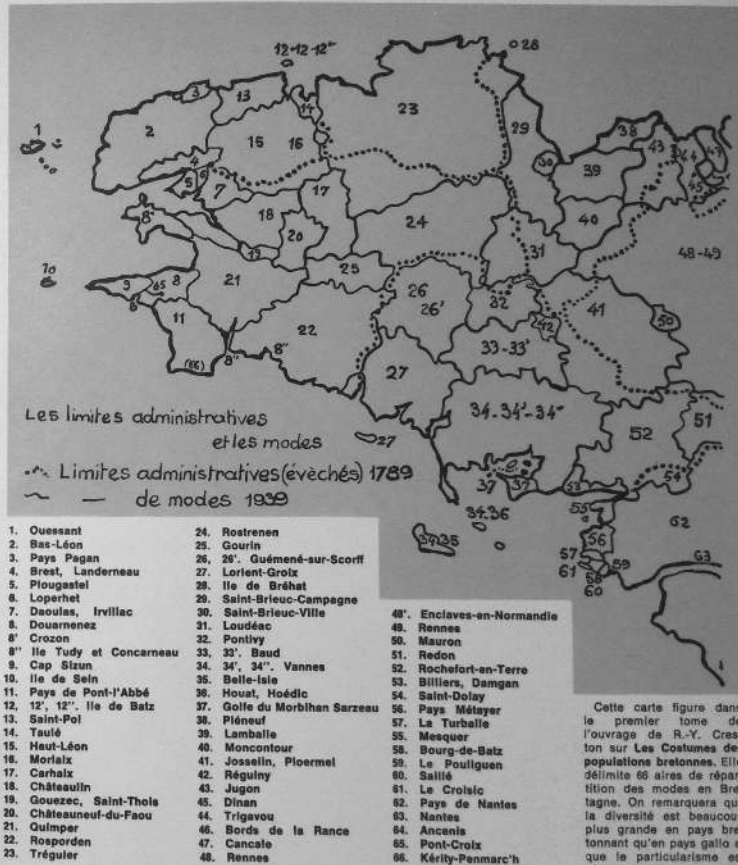 12-12'-12"
28
3
13
1
2
14
23
29
38
43
44
47
15
16
30
39
45
4
5
6
7
17
40
18
24
48-49
8'
20
31
19
10
25
9
65
8
21
26
32
41
26'
42
50
11
22
33-33'
(66)
8"
8"
27
34-34'-34"
51
52
Les limites administratives
et les modes
27
54
Limites administratives (évèchés) 1789
37
37
53
55
de modes 1939
34-36
62
56
35
57
59
63
61
58
60
1. Ouessant
2. Bas-Léon
3. Pays Pagan
4. Brest, Landerneau
5. Plougastel
6. Loperhet
7. Daoulas, Irvillac
8. Douarnenez
8' Crozon
8" Ile Tudy et Concarneau
9. Cap Sizun
10. Ile de Sein
11. Pays de Pont-l'Abbé
12, 12', 12". Ile de Batz
13. Saint-Pol
14. Taulé
15. Haut-Léon
16. Morlaix
17. Carhaix
18. Châteaulin
19. Gouezec, Saint-Thois
20. Châteauneuf-du-Faou
21. Quimper
22. Rosporden
23. Tréguier
24. Rostrenen
25. Gourin
26, 26'. Guémené-sur-Scorff
27. Lorient-Groix
28. Ile de Bréhat
29. Saint-Brieuc-Campagne
30. Saint-Brieuc-Ville
31. Loudéac
32. Pontivy
33, 33'. Baud
34. 34', 34". Vannes
35. Belle-Isle
36. Houat, Hoédic
37. Golfe du Morbihan Sarzeau
38. Pléneuf
39. Lamballe
40. Moncontour
41. Josselin, Ploermel
42. Réguiny
43. Jugon
45. Dinan
44. Trigavou
46. Bords de la Rance
47. Cancale
48. Rennes
48'. Enclaves-en-Normandie
49. Rennes
50. Mauron
51. Redon
52. Rochefort-en-Terre
53. Billiers, Damgan
54. Saint-Dolay
56. Pays Métayer
57. La Turballe
55. Mesquer
58. Bourg-de-Batz
59. Le Pouliguen
60. Saillé
61. Le Croisic
62. Pays de Nantes
63. Nantes
64. Ancenis
65. Pont-Croix
66. Kérity-Penmarc'h
Cette carte figure dans
le premier tome de
l'ouvrage de R.-Y. Cres-
ton sur Les Costumes des
populations bretonnes. Elle
délimite 66 aires de répar-
tition des modes en Bre-
tagne. On remarquera que
la diversité est beaucoup
plus grande en pays bre-
tonnant qu'en pays gallo e
que le particularisme es